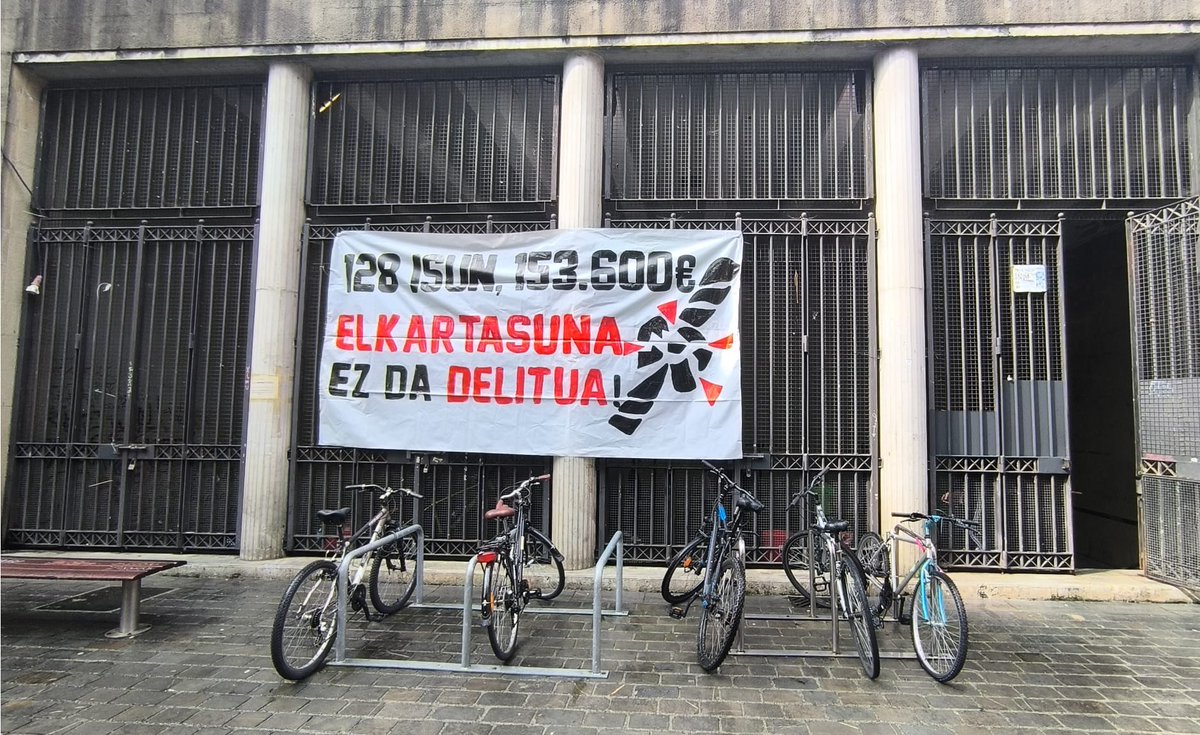 128 ISUN, 153.600€
ELKARTASUNA
EZ DA DELITUA!